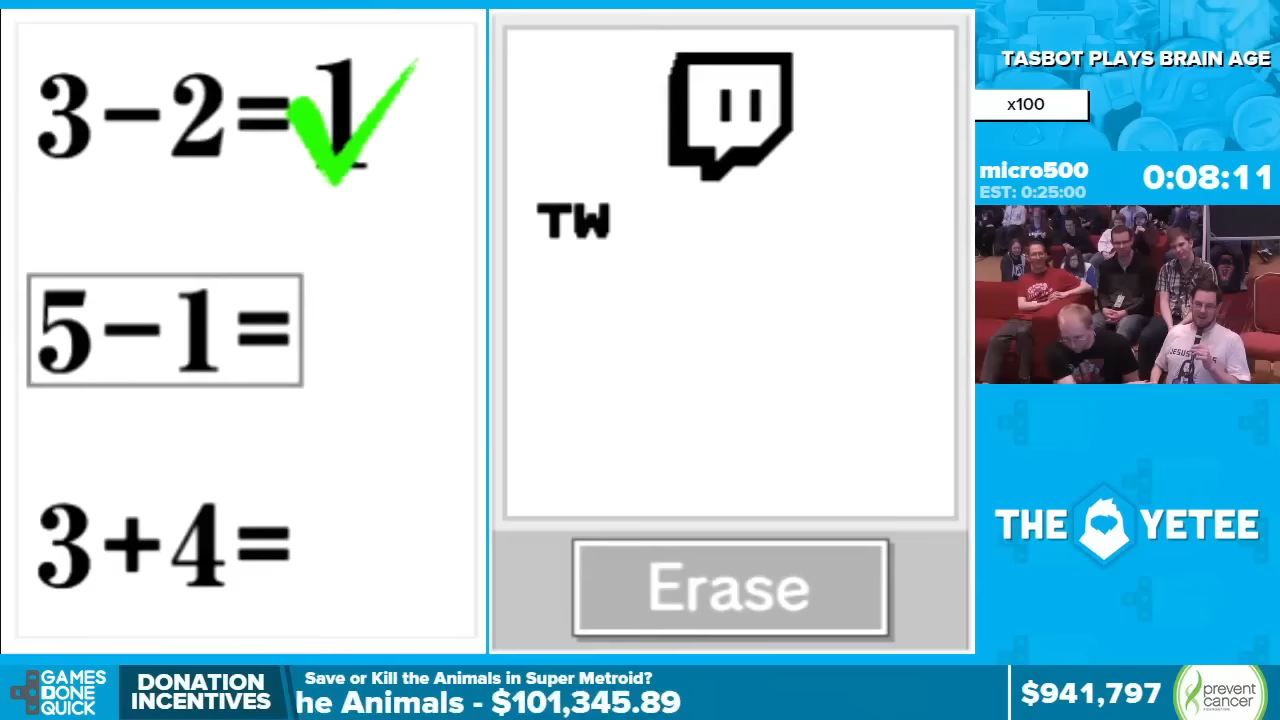 3-2=1
5-1=
3+4=
TW
Erase
TASBOT PLAYS BRAIN AGE
x100
micro500
0:08:11
EST: 0:25:00
THE YETEE
GAMES DONE QUICK
DONATION INCENTIVES
Save or Kill the Animals in Super Metroid?
he Animals - $101,345.89
$941,797
prevent cancer